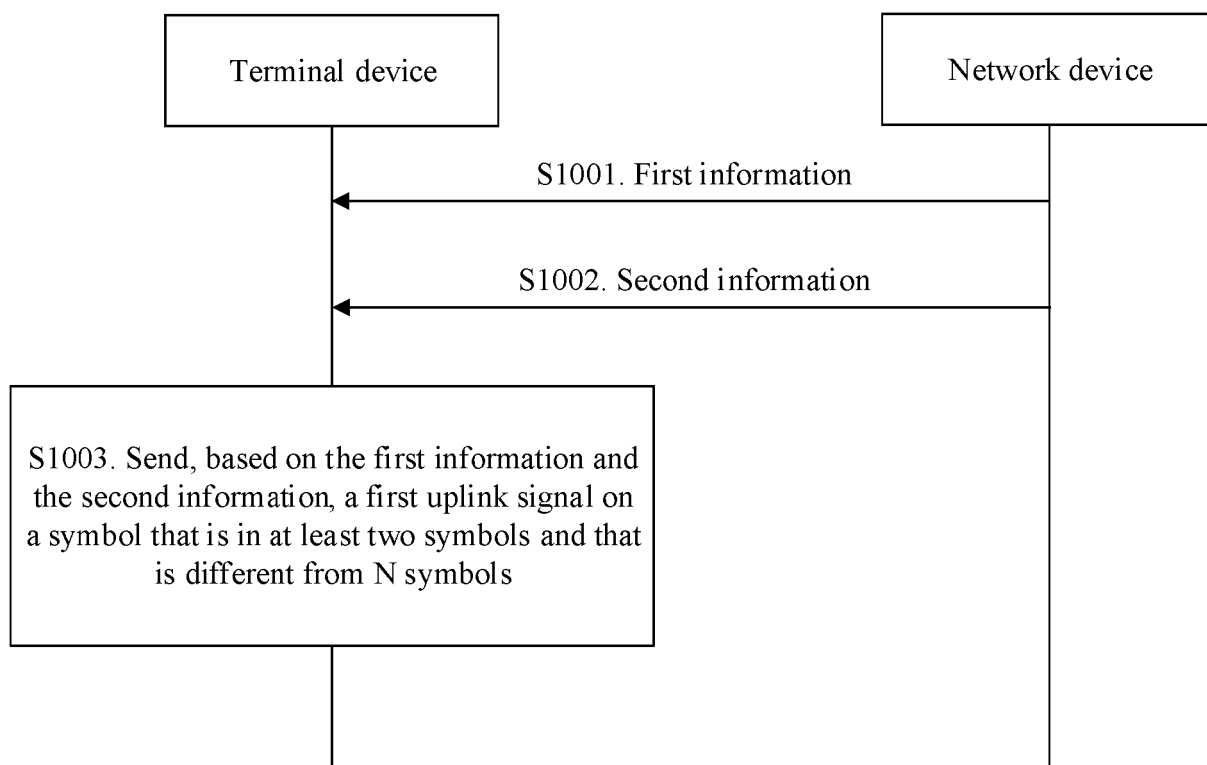 Terminal device
Network device
S1001. First information
S1002. Second information
S1003. Send, based on the first information and
the second information, a first uplink signal on
a symbol that is in at least two symbols and that
is different from N symbols